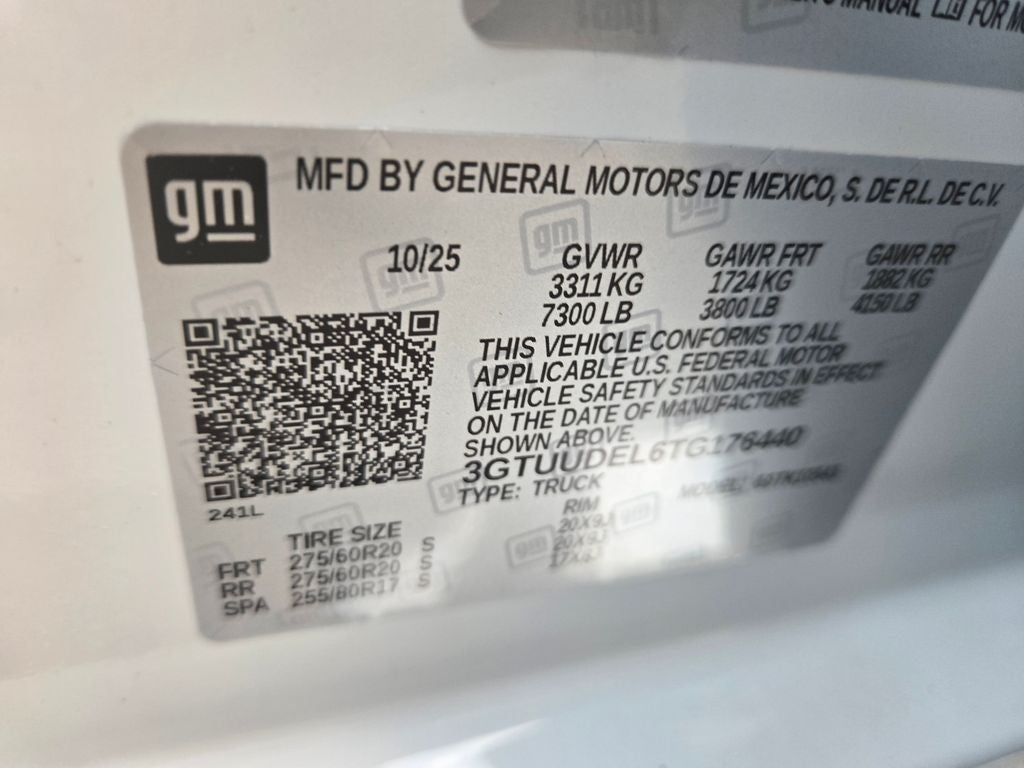 MANUAL FOR
gm
MFD BY GENERAL MOTORS DE MEXICO, S. DE R.L. DE C.V.
10/25 GVWR GAWR FRT GAWR RR
3311 KG 1724 KG 1882 KG
7300 LB 3800 LB 4150 LB
THIS VEHICLE CONFORMS TO ALL
APPLICABLE U.S. FEDERAL MOTOR
VEHICLE SAFETY STANDARDS IN EFFECT
ON THE DATE OF MANUFACTURE
SHOWN ABOVE.
3GTUUDEL6TG176440
TYPE: TRUCK
241L
TIRE SIZE RIM
FRT 275/60R20 S 20X9J
RR 275/60R20 S 20X9J
SPA 255/80R17 S